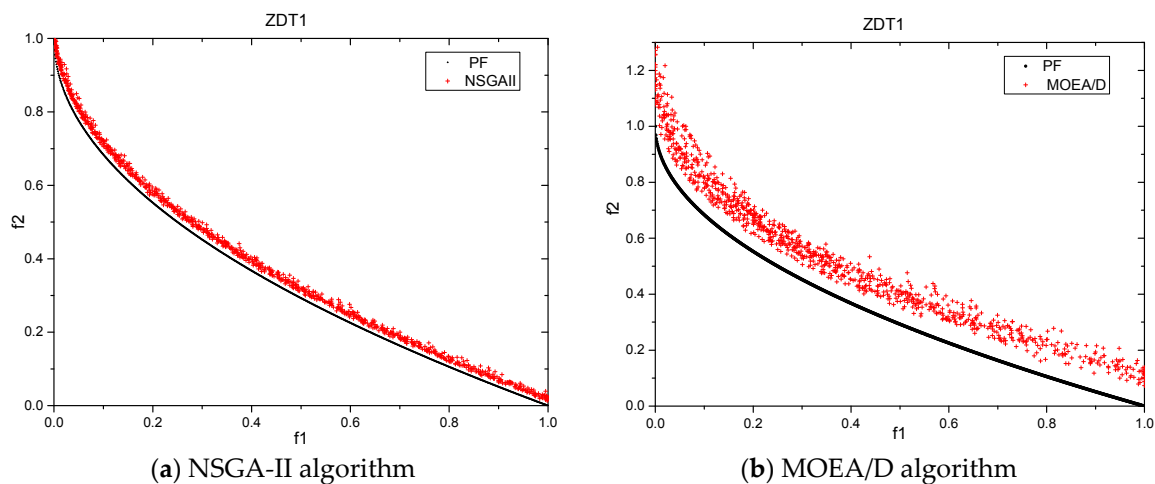 ZDT1
PF
NSGAII
1.0
0.8
0.6
0.4
0.2
0.0
f2
0.0 0.2 0.4 0.6 0.8 1.0
f1
(a) NSGA-II algorithm
ZDT1
PF
MOEA/D
1.2
1.0
0.8
0.6
0.4
0.2
0.0
f2
0.0 0.2 0.4 0.6 0.8 1.0
f1
(b) MOEA/D algorithm